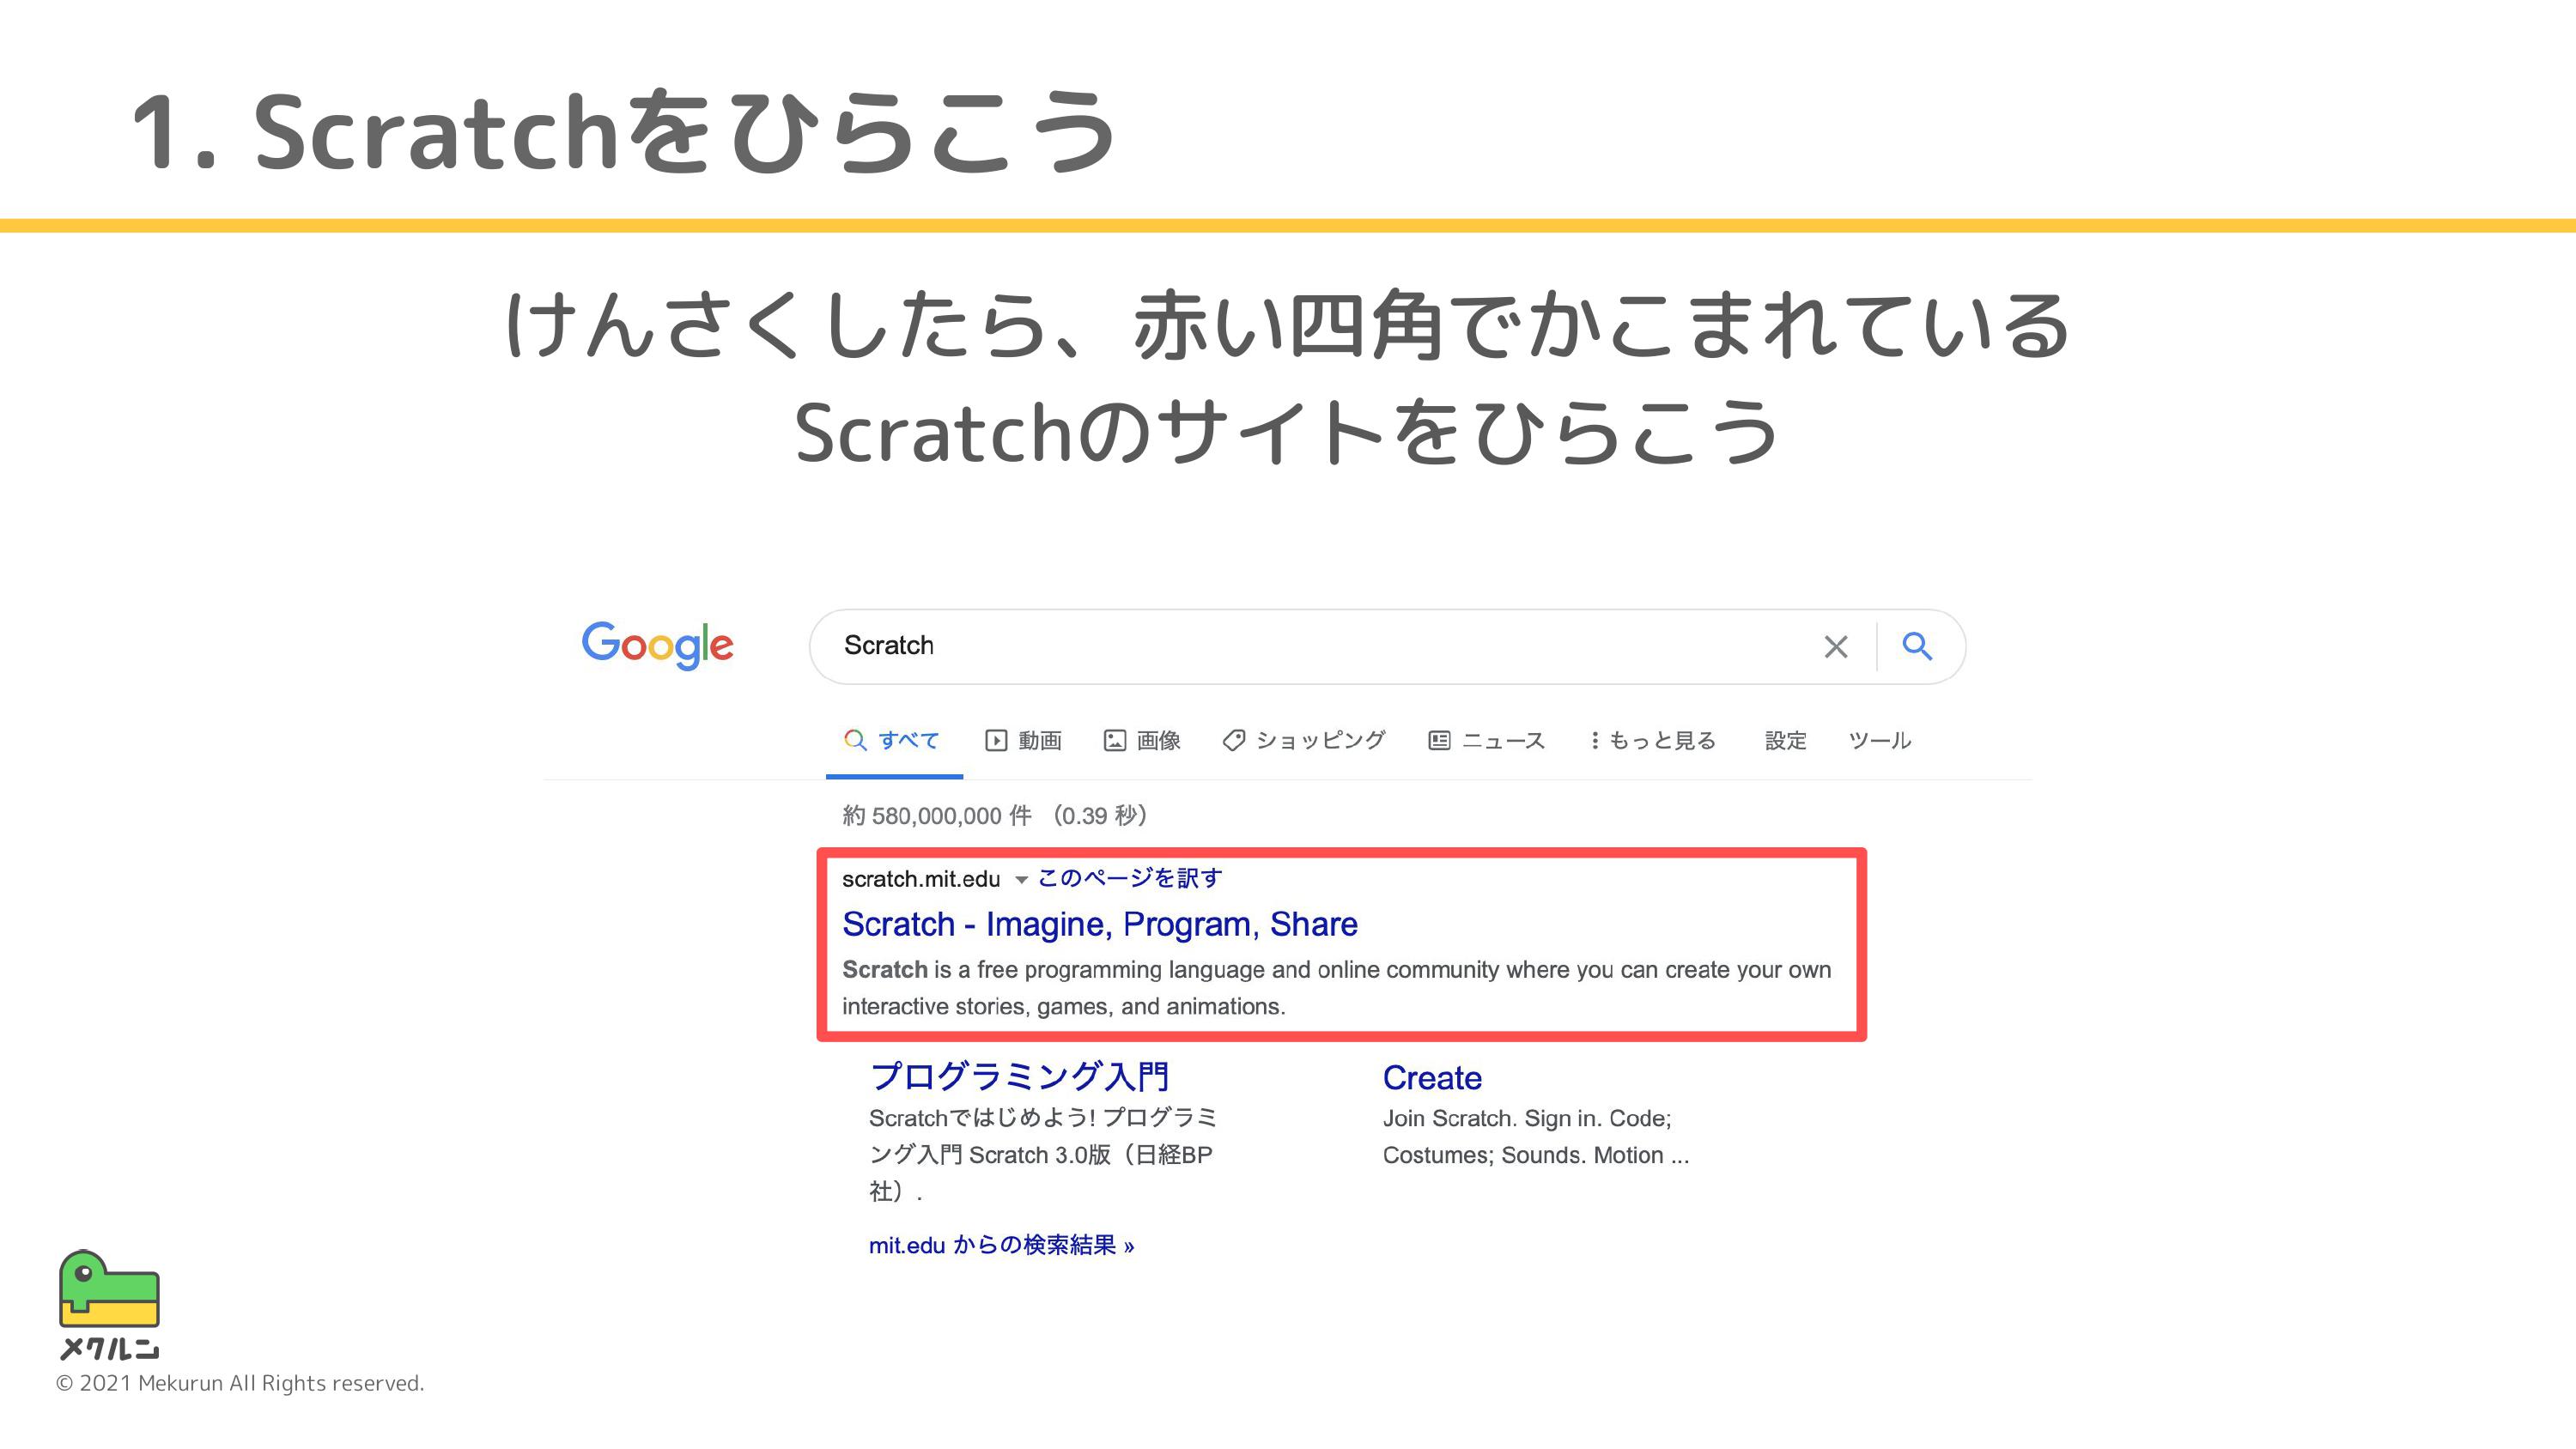 1. Scratchをひらこう
けんさくしたら、赤い四角でかこまれている
Scratchのサイトをひらこう
Google
Scratch
すべて 動画 画像 ショッピング ニュース もっと見る 設定 ツール
約 580,000,000 件 （0.39 秒）
scratch.mit.edu このページを訳す
Scratch - Imagine, Program, Share
Scratch is a free programming language and online community where you can create your own
interactive stories, games, and animations.
プログラミング入門
Scratchではじめよう! プログラミ
ング入門 Scratch 3.0版（日経BP
社）.
Create
Join Scratch. Sign in. Code;
Costumes; Sounds. Motion ...
mit.edu からの検索結果 »
メクルン
© 2021 Mekurun All Rights reserved.